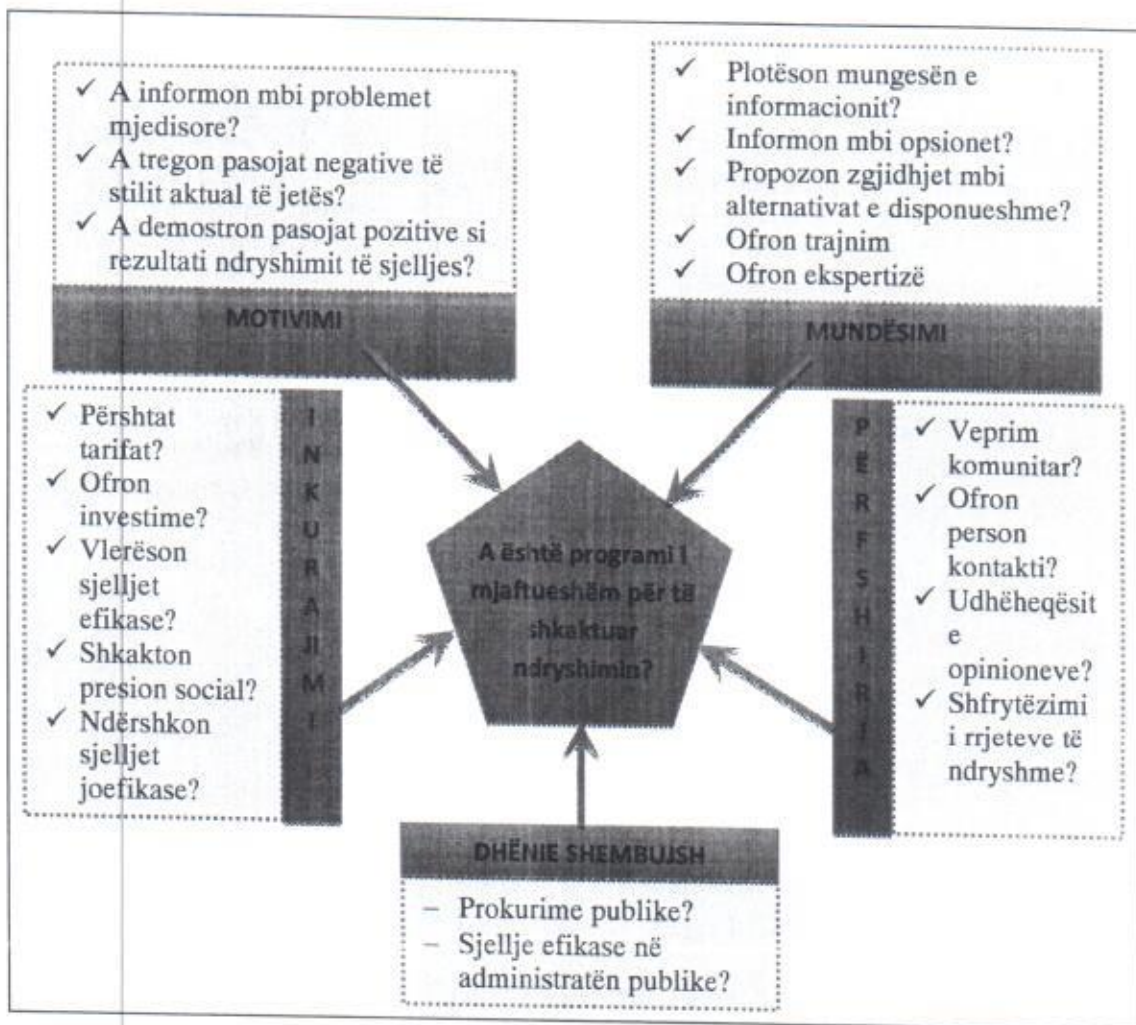 ✓ A informon mbi problemet
mjedisore?
✓ A tregon pasojat negative të
stilit aktual të jetës?
✓ A demostron pasojat pozitive si
rezultati ndryshimit të sjelljes?
MOTIVIMI
✓ Plotëson mungesën e
informacionit?
✓ Informon mbi opsionet?
✓ Propozon zgjidhjet mbi
alternativat e disponueshme?
✓ Ofron trajnim
✓ Ofron ekspertizë
MUNDËSIMI
✓ Përshtat
tarifat?
✓ Ofron
investime?
✓ Vlerëson
sjelljet
efikase?
✓ Shkakton
presion social?
✓ Ndërshkon
sjelljet
joefikase?
INKURAJIMI
A është programi i
mjaftueshëm për të
shkaktuar
ndryshimin?
PËRFSHIRJA
✓ Veprim
komunitar?
✓ Ofron
person
kontakti?
✓ Udhëheqësit
e
opinioneve?
✓ Shfrytëzimi
i rrjeteve të
ndryshme?
DHËNIE SHEMBUJSH
– Prokurime publike?
– Sjellje efikase në
administratën publike?